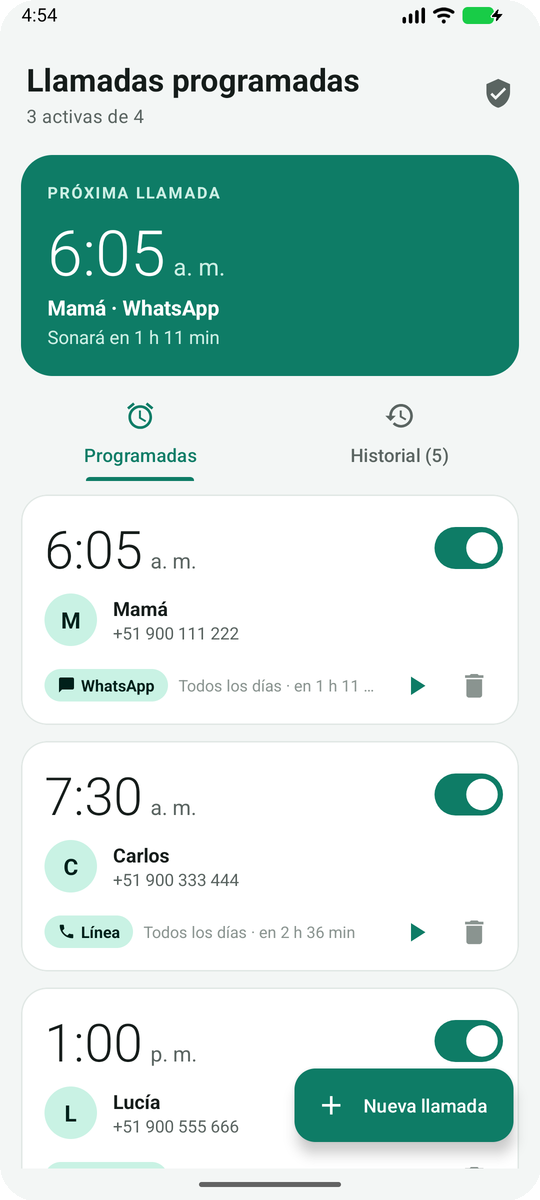 4:54
Llamadas programadas
3 activas de 4
PRÓXIMA LLAMADA
6:05 a. m.
Mamá · WhatsApp
Sonará en 1 h 11 min
Programadas
Historial (5)
6:05 a. m.
M
Mamá
+51 900 111 222
WhatsApp
Todos los días · en 1 h 11 …
7:30 a. m.
C
Carlos
+51 900 333 444
Línea
Todos los días · en 2 h 36 min
1:00 p. m.
L
Lucía
+51 900 555 666
Nueva llamada